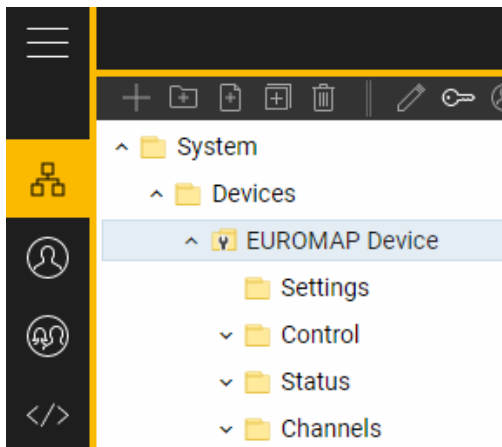 System
Devices
EUROMAP Device
Settings
Control
Status
Channels